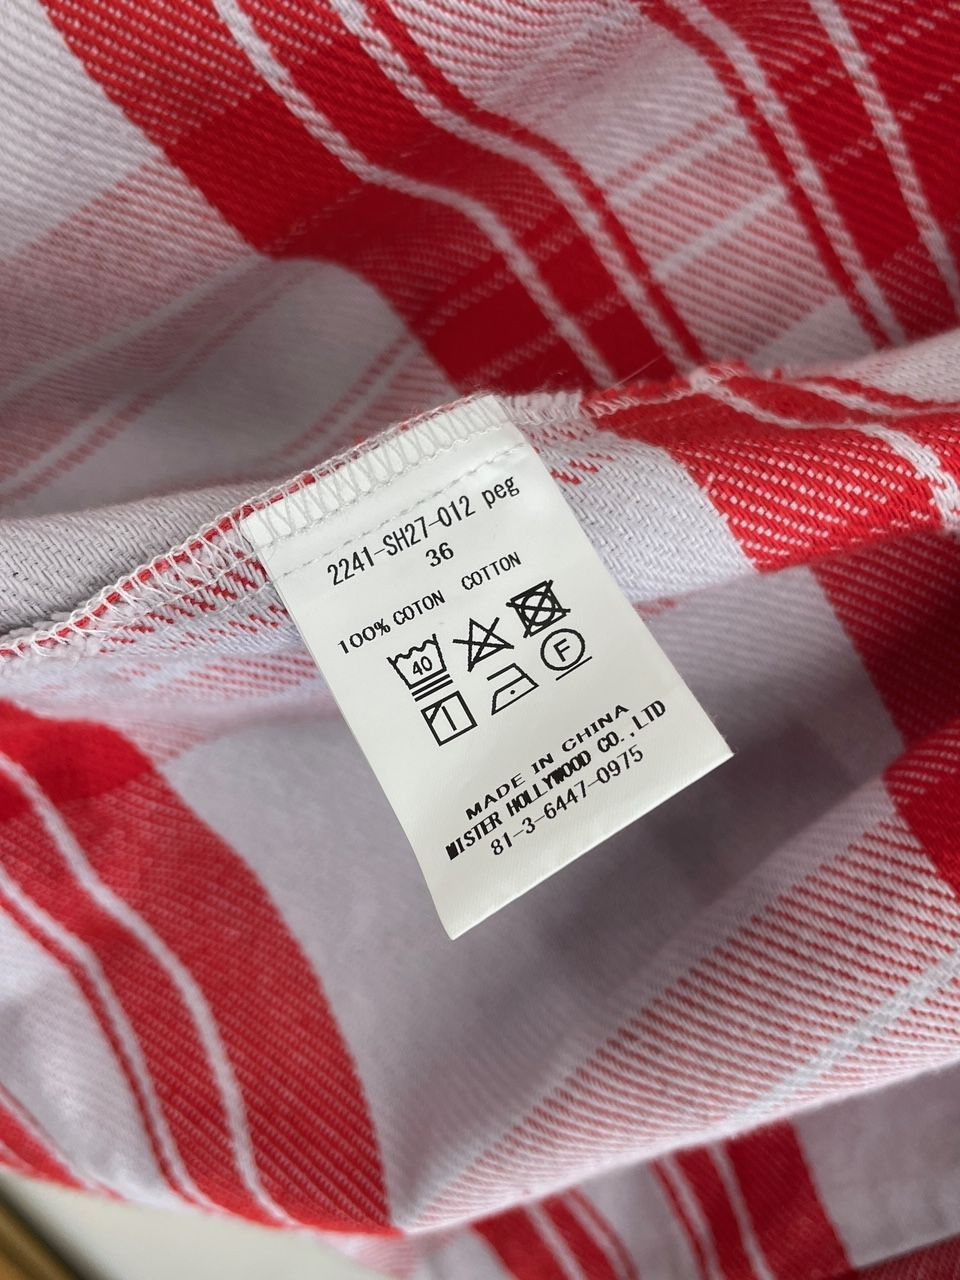 2241-SH27-012 peg
36
100% COTON COTTON
40
F
MADE IN CHINA
MISTER HOLLYWOOD CO.,LTD
81-3-6447-0975